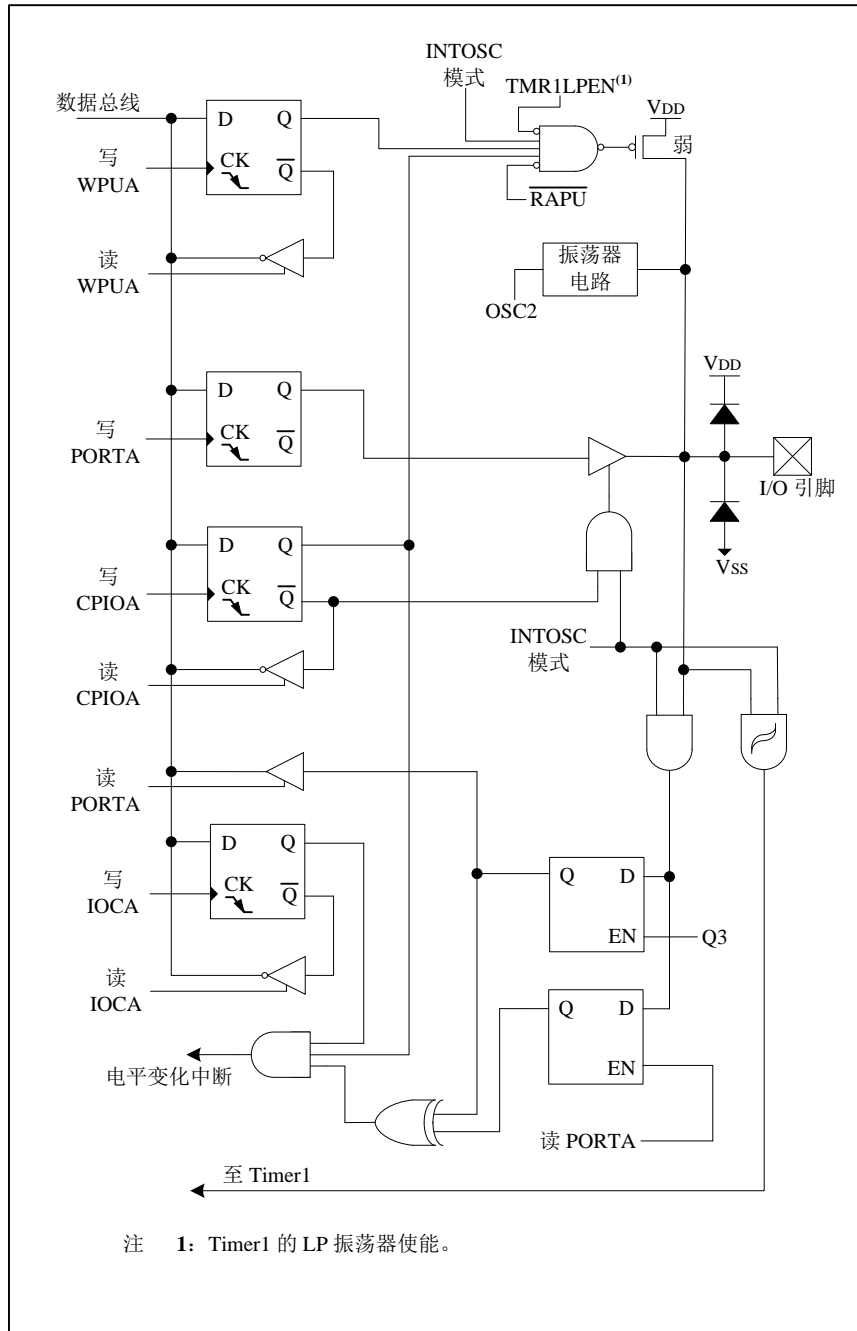 INTOSC
模式
TMR1LPEN(1)
VDD
弱
数据总线
D Q
写
WPUA
CK
Q
RAPU
读
WPUA
振荡器
电路
OSC2
VDD
D Q
写
PORTA
CK
Q
I/O 引脚
VSS
D Q
写
CPIOA
CK
Q
INTOSC
模式
读
CPIOA
读
PORTA
D Q
写
IOCA
CK
Q
Q D
EN
Q3
读
IOCA
Q D
EN
电平变化中断
读 PORTA
至 Timer1
注 1: Timer1 的 LP 振荡器使能。